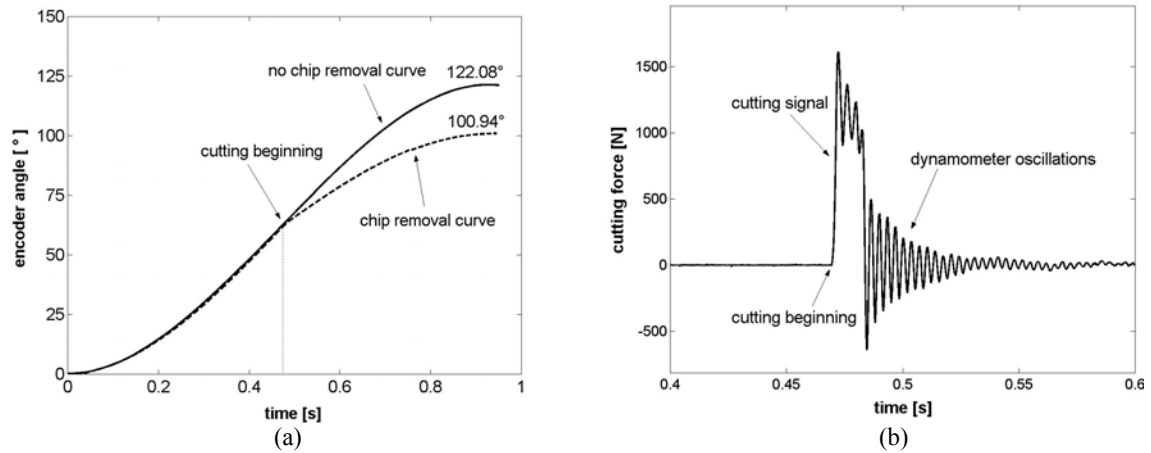 150
125
100
75
50
25
0
encoder angle [ ° ]
no chip removal curve
122.08°
100.94°
cutting beginning
chip removal curve
0
0.2
0.4
0.6
0.8
1
time [s]
(a)
1500
1000
500
0
-500
cutting force [N]
cutting signal
dynamometer oscillations
cutting beginning
0.4
0.45
0.5
0.55
0.6
time [s]
(b)